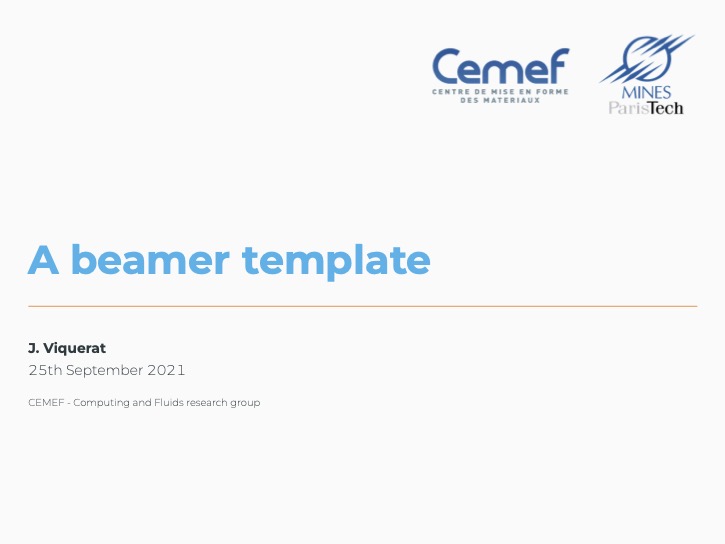 Cemef
CENTRE DE MISE EN FORME
DES MATERIAUX
MINES
ParisTech
A beamer template
J. Viquerat
25th September 2021
CEMEF - Computing and Fluids research group